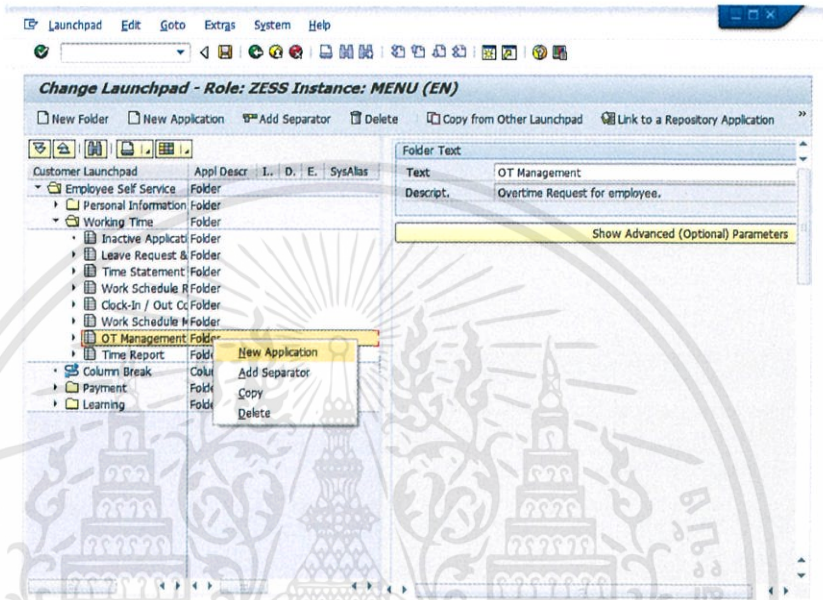 Launchpad Edit Goto Extras System Help
Change Launchpad - Role: ZESS Instance: MENU (EN)
New Folder New Application Add Separator Delete Copy from Other Launchpad Link to a Repository Application »
Customer Launchpad Appl Descr I.. D. E. SysAlias
Employee Self Service Folder
Personal Information Folder
Working Time Folder
Inactive Applicati Folder
Leave Request & Folder
Time Statement Folder
Work Schedule R Folder
Clock-In / Out Co Folder
Work Schedule M Folder
OT Management Folder
Time Report Folde
Column Break Colu
Payment Folde
Learning Folde
New Application
Add Separator
Copy
Delete
Folder Text
Text OT Management
Descript. Overtime Request for employee.
Show Advanced (Optional) Parameters